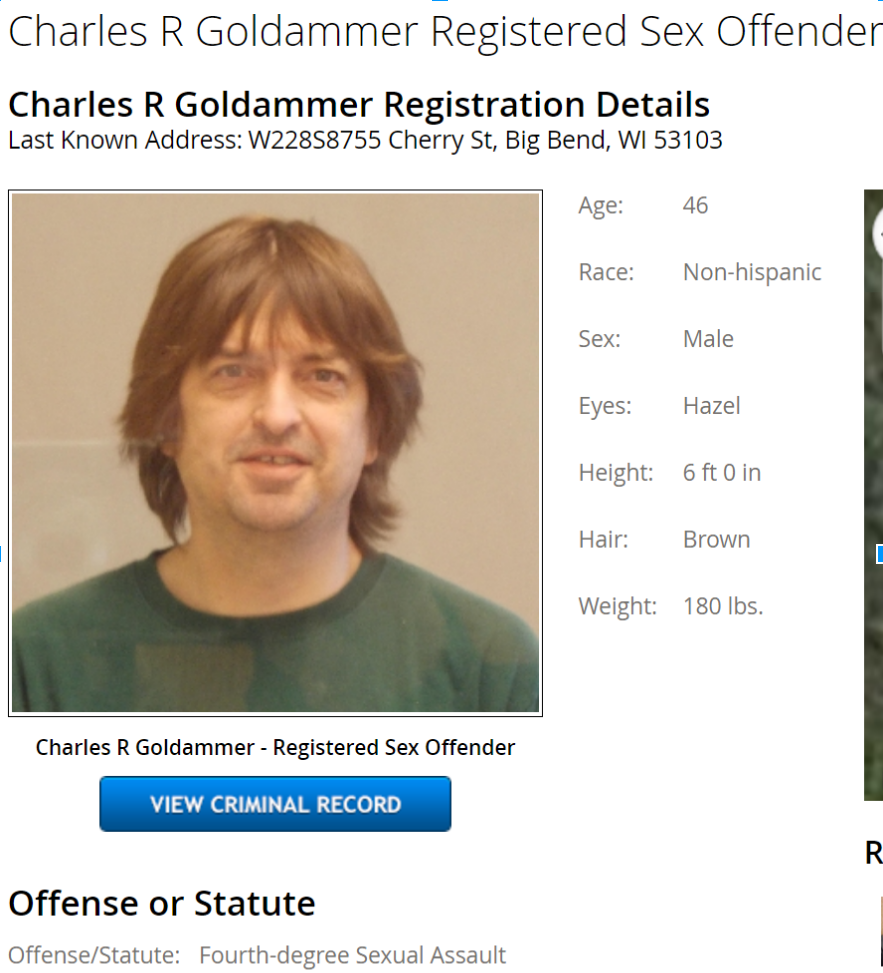 Charles R Goldammer Registered Sex Offender
Charles R Goldammer Registration Details
Last Known Address: W228S8755 Cherry St, Big Bend, WI 53103
Age: 46
Race: Non-hispanic
Sex: Male
Eyes: Hazel
Height: 6 ft 0 in
Hair: Brown
Weight: 180 lbs.
Charles R Goldammer - Registered Sex Offender
VIEW CRIMINAL RECORD
R
Offense or Statute
Offense/Statute: Fourth-degree Sexual Assault